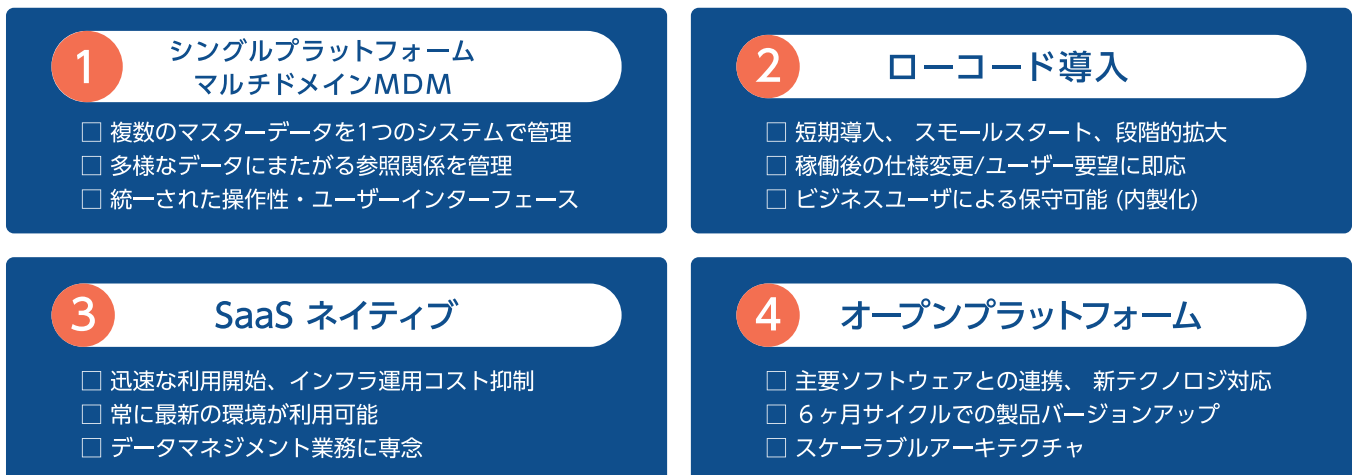 1
シングルプラットフォーム
マルチドメインMDM
□ 複数のマスターデータを1つのシステムで管理
□ 多様なデータにまたがる参照関係を管理
□ 統一された操作性・ユーザーインターフェース
2
ローコード導入
□ 短期導入、 スモールスタート、段階的拡大
□ 稼働後の仕様変更/ユーザー要望に即応
□ ビジネスユーザによる保守可能 (内製化)
3
SaaS ネイティブ
□ 迅速な利用開始、インフラ運用コスト抑制
□ 常に最新の環境が利用可能
□ データマネジメント業務に専念
4
オープンプラットフォーム
□ 主要ソフトウェアとの連携、 新テクノロジ対応
□ ６ヶ月サイクルでの製品バージョンアップ
□ スケーラブルアーキテクチャ